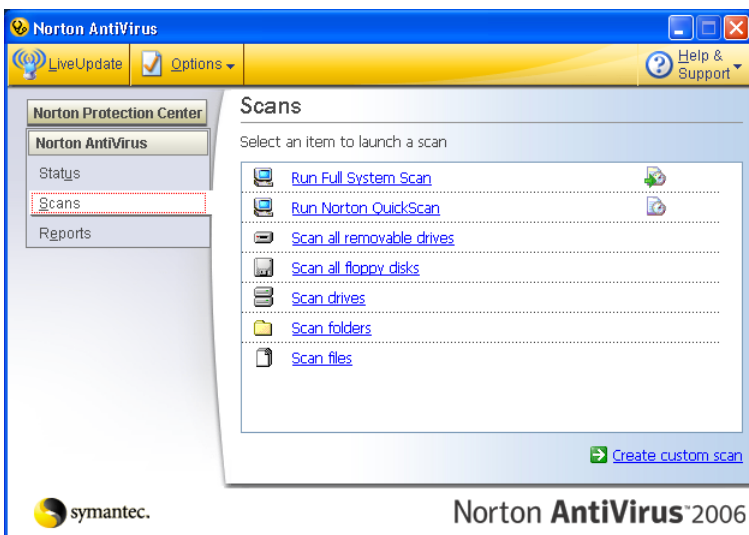 Norton AntiVirus
LiveUpdate Options Help & Support
Norton Protection Center
Norton AntiVirus
Status
Scans
Reports
Scans
Select an item to launch a scan
Run Full System Scan
Run Norton QuickScan
Scan all removable drives
Scan all floppy disks
Scan drives
Scan folders
Scan files
Create custom scan
symantec.
Norton AntiVirus 2006